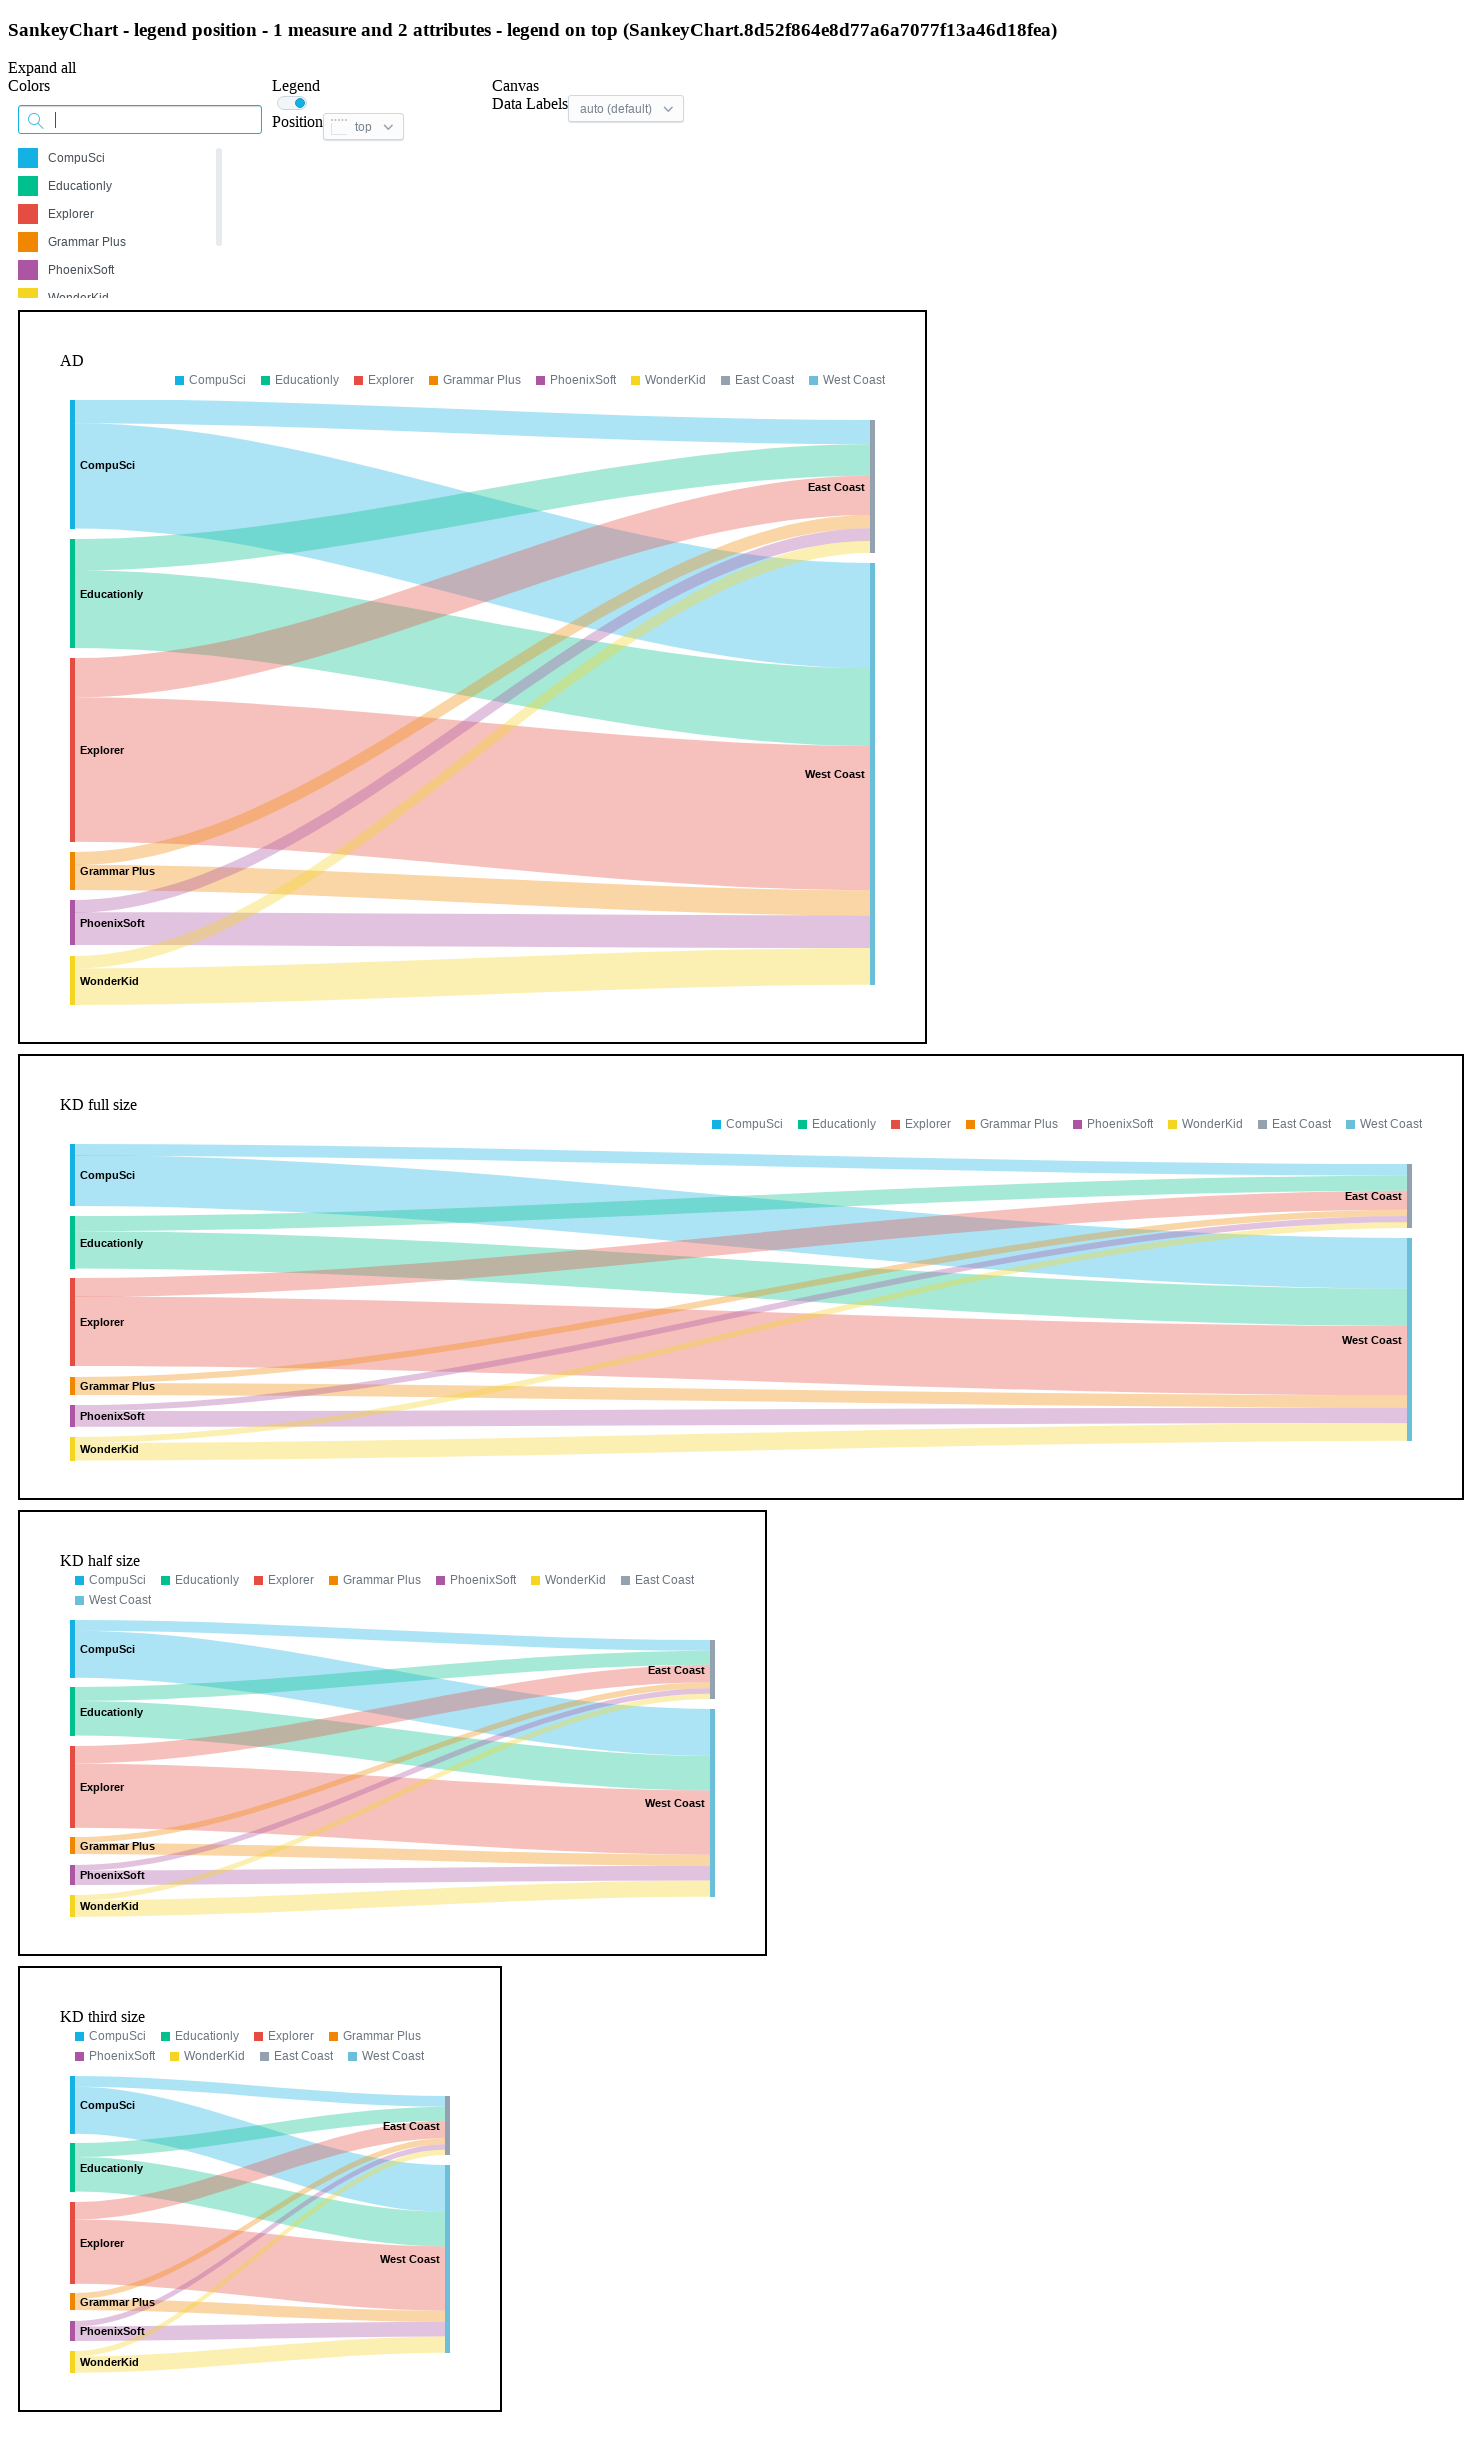 SankeyChart - legend position - 1 measure and 2 attributes - legend on top (SankeyChart.8d52f864e8d77a6a7077f13a46d18fea)
Expand all
Colors
CompuSci
Educationly
Explorer
Grammar Plus
PhoenixSoft
WonderKid
Legend
Position top
Canvas
Data Labels auto (default)
AD
CompuSci Educationly Explorer Grammar Plus PhoenixSoft WonderKid East Coast West Coast
CompuSci
East Coast
Educationly
Explorer
West Coast
Grammar Plus
PhoenixSoft
WonderKid
KD full size
CompuSci Educationly Explorer Grammar Plus PhoenixSoft WonderKid East Coast West Coast
CompuSci
East Coast
Educationly
Explorer
West Coast
Grammar Plus
PhoenixSoft
WonderKid
KD half size
CompuSci Educationly Explorer Grammar Plus PhoenixSoft WonderKid East Coast
West Coast
CompuSci
East Coast
Educationly
Explorer
West Coast
Grammar Plus
PhoenixSoft
WonderKid
KD third size
CompuSci Educationly Explorer Grammar Plus
PhoenixSoft WonderKid East Coast West Coast
CompuSci
East Coast
Educationly
Explorer
West Coast
Grammar Plus
PhoenixSoft
WonderKid